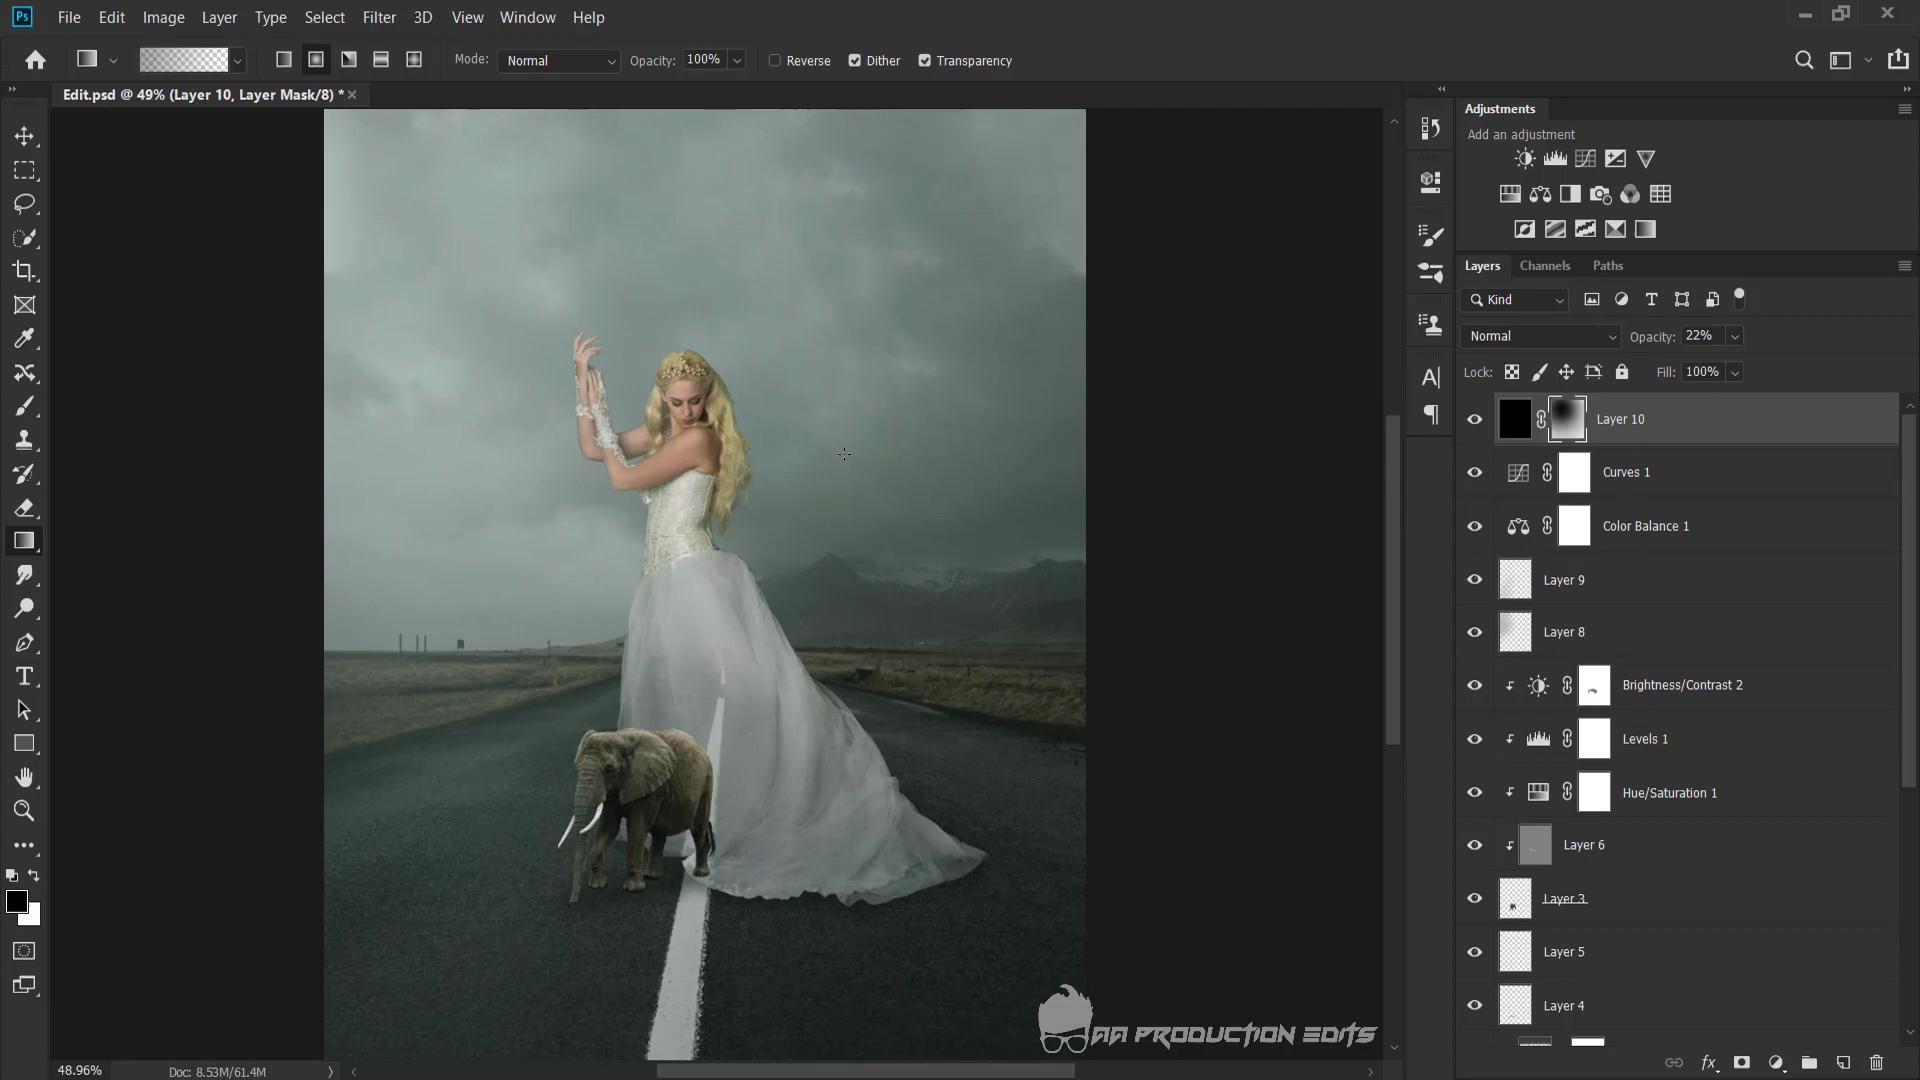 Ps File Edit Image Layer Type Select Filter 3D View Window Help
Mode: Normal Opacity: 100% Reverse Dither Transparency
Edit.psd @ 49% (Layer 10, Layer Mask/8) *
Adjustments
Add an adjustment
Layers Channels Paths
Kind
Normal Opacity: 22%
Lock: Fill: 100%
Layer 10
Curves 1
Color Balance 1
Layer 9
Layer 8
Brightness/Contrast 2
Levels 1
Hue/Saturation 1
Layer 6
Layer 3
Layer 5
Layer 4
AA PRODUCTION EDITS
48.96% Doc: 8.53M/61.4M
fx